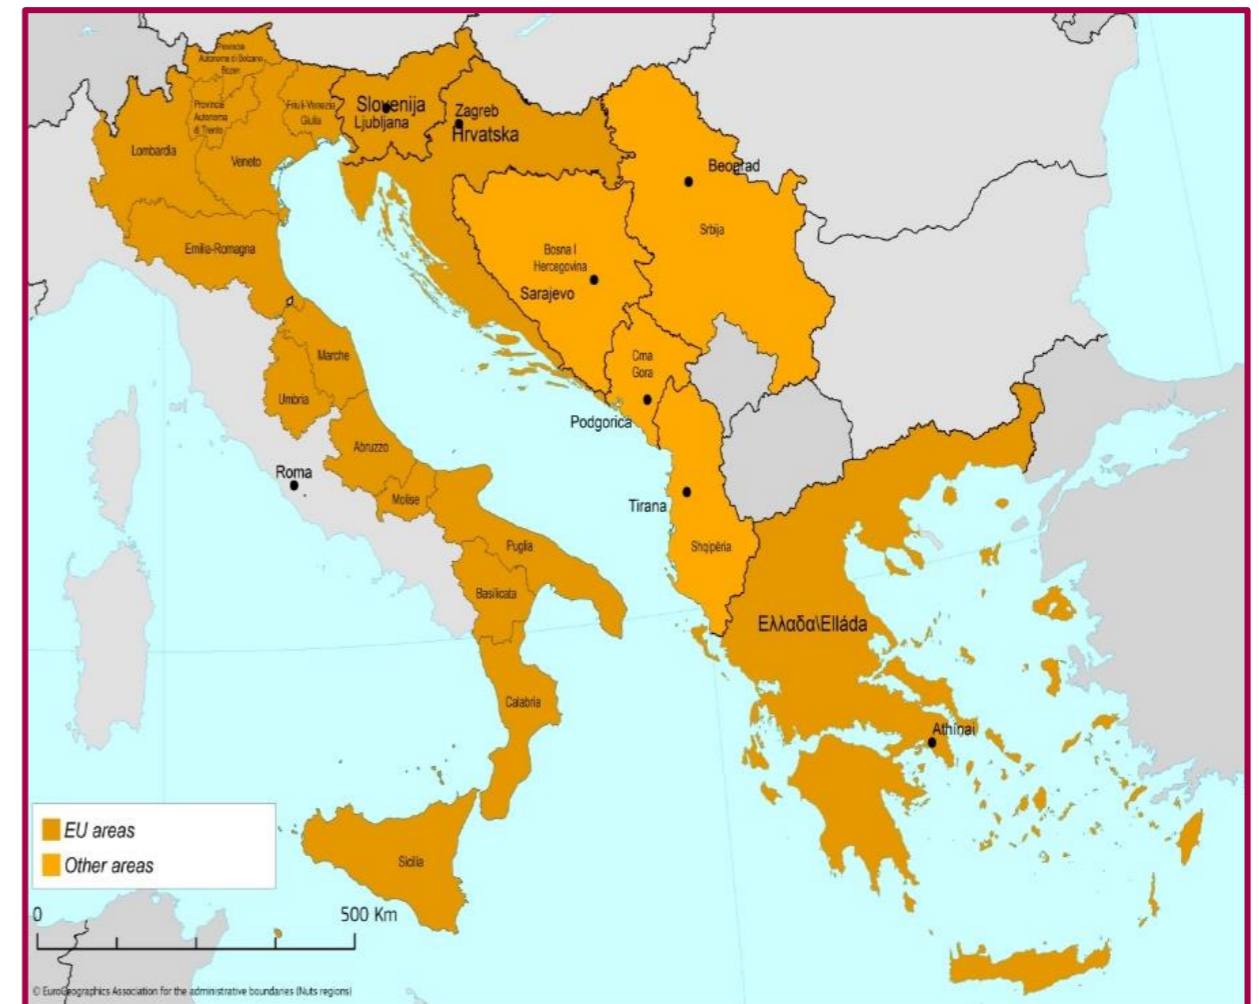 Provincia
Autonoma di Bolzano
Bozen
Provincia
Autonoma
di Trento
Friuli-Venezia
Giulia
Lombardia
Veneto
Emilia-Romagna
Slovenija
Ljubljana
Zagreb
Hrvatska
Beograd
Srbija
Bosna I
Hercegovina
Sarajevo
Marche
Umbria
Crna
Gora
Podgorica
Abruzzo
Roma
Molise
Tirana
Puglia
Shqipëria
Basilicata
Ελλαδα\Elláda
Calabria
Athínai
Sicilia
EU areas
Other areas
0 500 Km
© EuroGeographics Association for the administrative boundaries (Nuts regions)